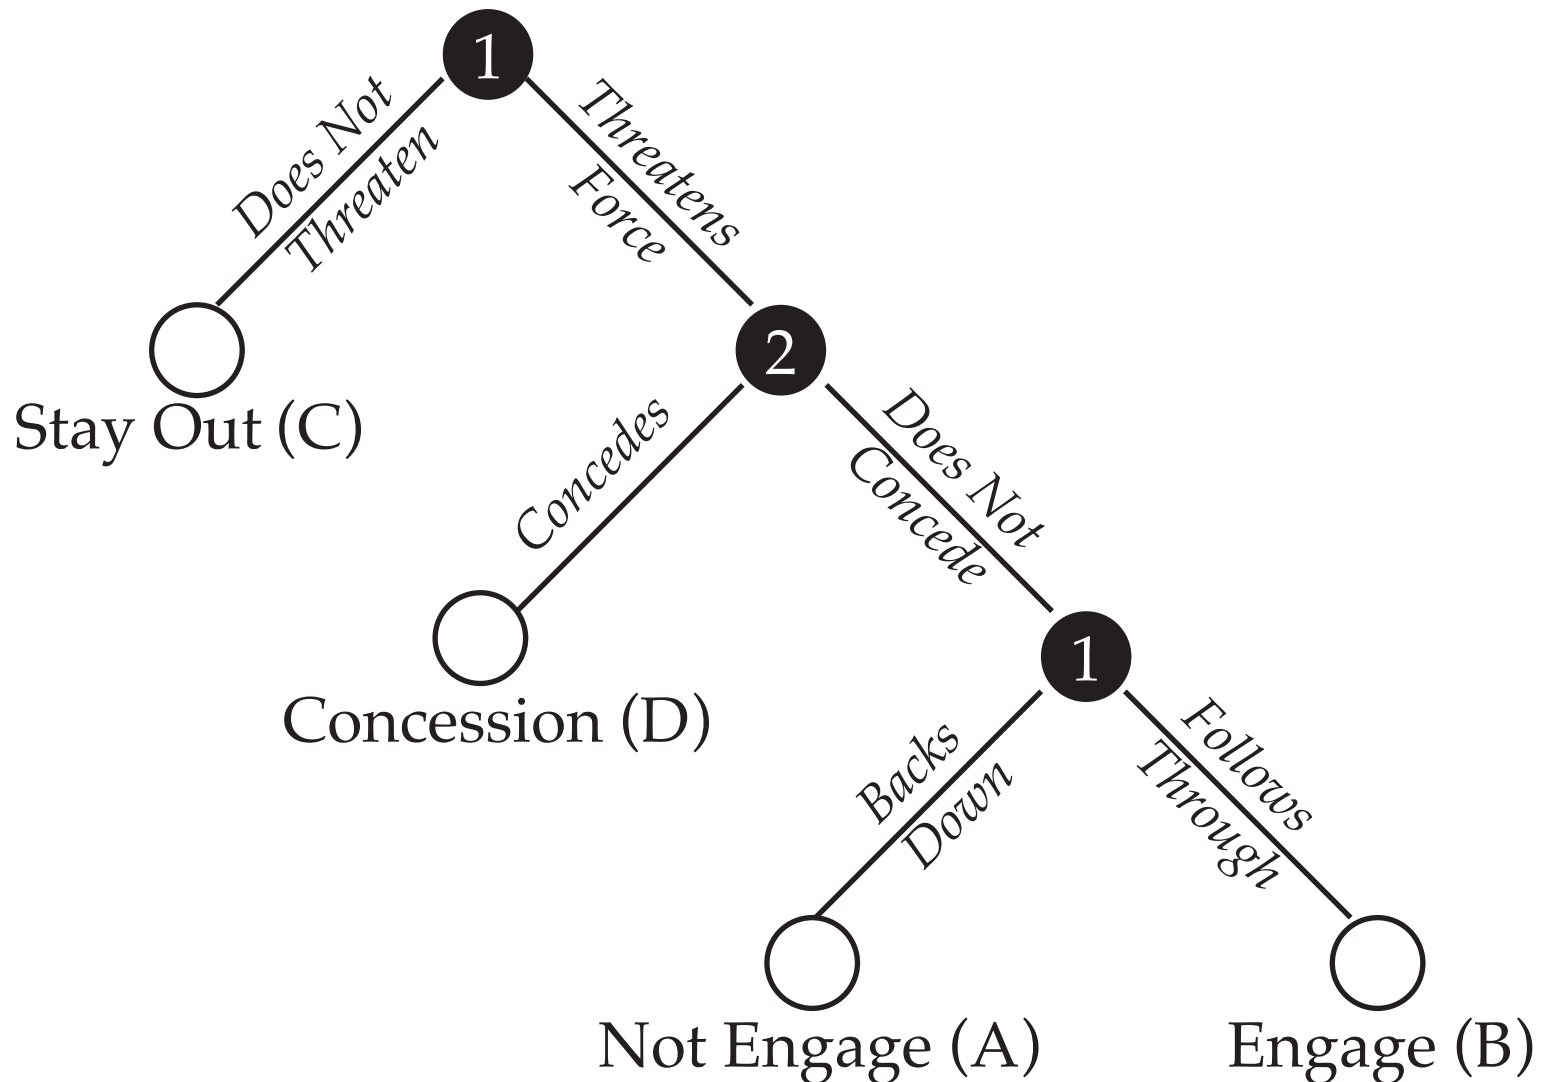 1
Does Not
Threaten
Threatens
Force
2
Stay Out (C)
Concedes
Does Not
Concede
1
Concession (D)
Backs
Down
Follows
Through
Not Engage (A)
Engage (B)